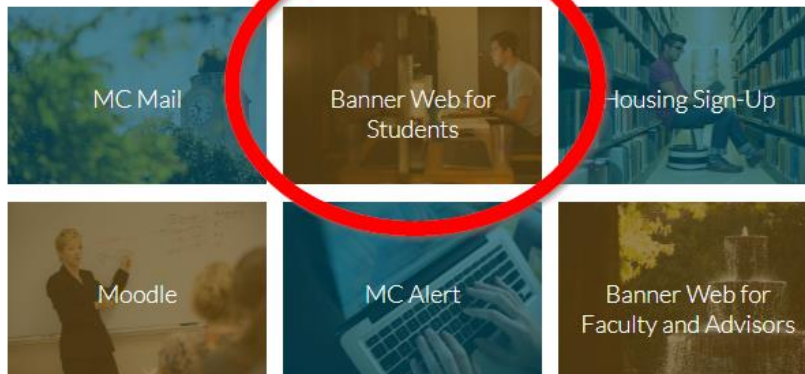 MC Mail
Banner Web for
Students
Housing Sign-Up
Moodle
MC Alert
Banner Web for
Faculty and Advisors